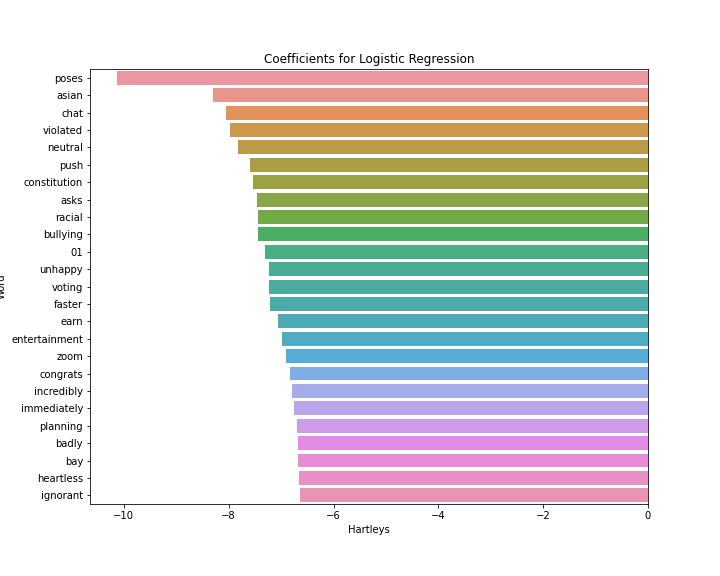 Coefficients for Logistic Regression
poses
asian
chat
violated
neutral
push
constitution
asks
racial
bullying
01
unhappy
voting
faster
earn
entertainment
zoom
congrats
incredibly
immediately
planning
badly
bay
heartless
ignorant
−10 −8 −6 −4 −2 0
Hartleys